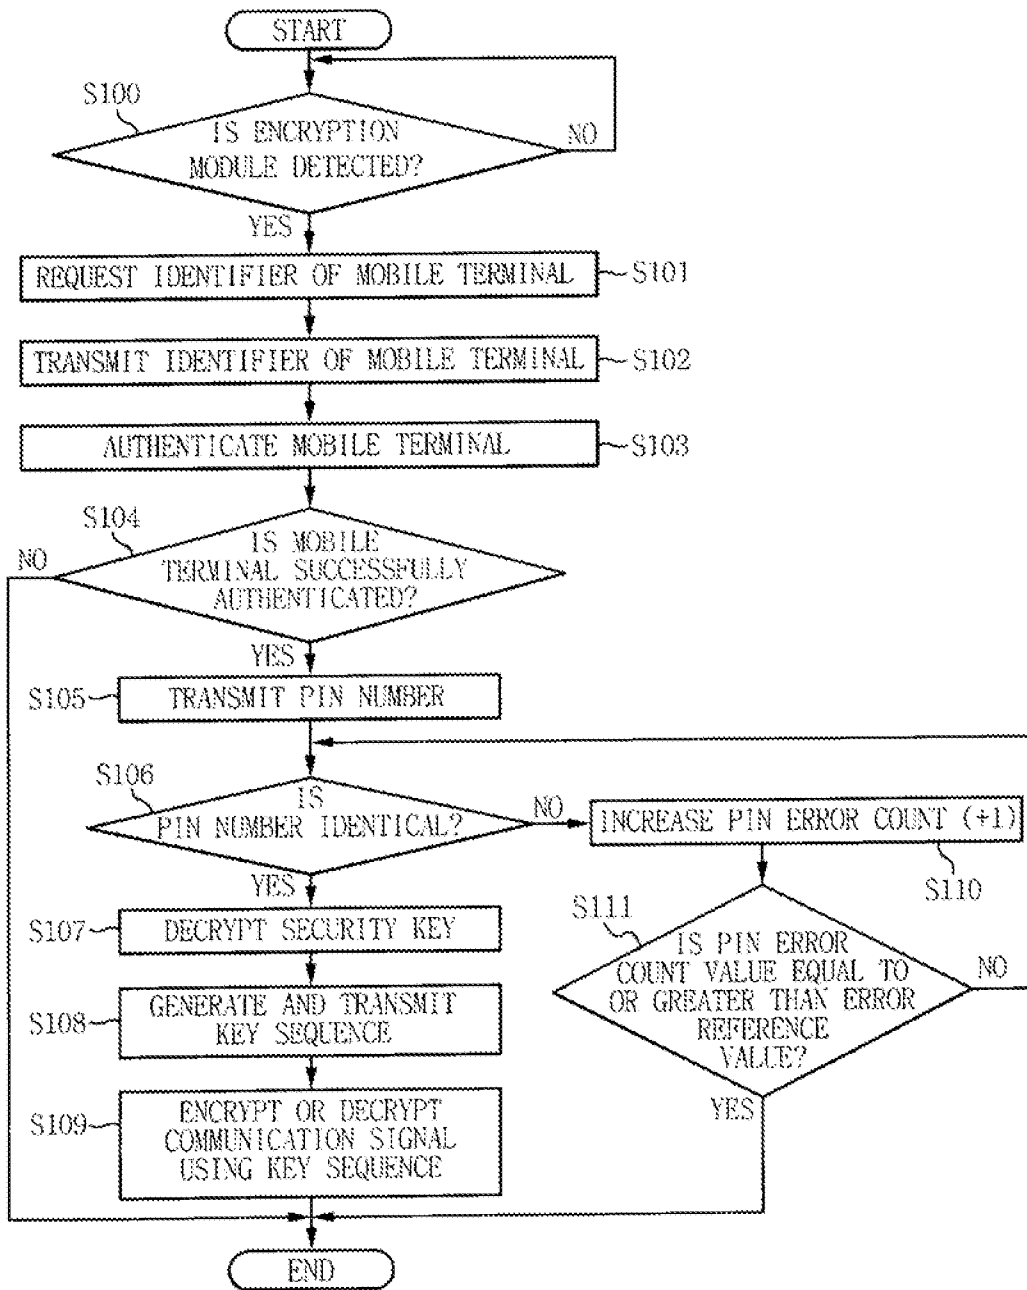 START
S100
IS ENCRYPTION
MODULE DETECTED?
NO
YES
REQUEST IDENTIFIER OF MOBILE TERMINAL
S101
TRANSMIT IDENTIFIER OF MOBILE TERMINAL
S102
AUTHENTICATE MOBILE TERMINAL
S103
S104
NO
IS MOBILE
TERMINAL SUCCESSFULLY
AUTHENTICATED?
YES
S105
TRANSMIT PIN NUMBER
S106
IS
PIN NUMBER IDENTICAL?
NO
INCREASE PIN ERROR COUNT (+1)
S110
YES
S107
DECRYPT SECURITY KEY
S111
IS PIN ERROR
COUNT VALUE EQUAL TO
OR GREATER THAN ERROR
REFERENCE
VALUE?
NO
YES
S108
GENERATE AND TRANSMIT
KEY SEQUENCE
S109
ENCRYPT OR DECRYPT
COMMUNICATION SIGNAL
USING KEY SEQUENCE
END